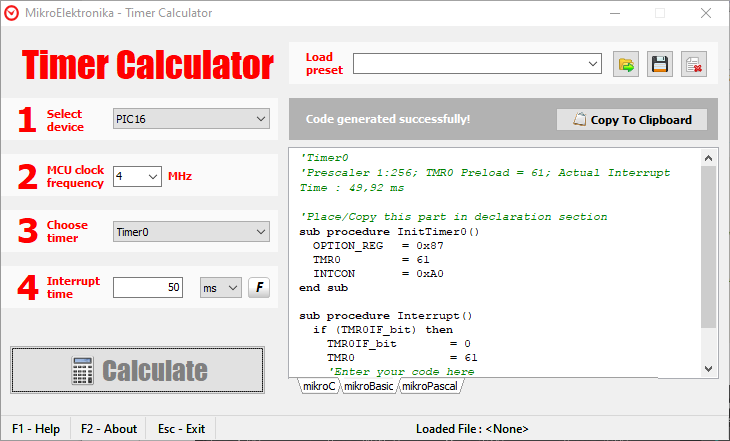 MikroElektronika - Timer Calculator
Timer Calculator
Load
preset
1 Select
device
PIC16
Code generated successfully!
Copy To Clipboard
2 MCU clock
frequency
4 MHz
3 Choose
timer
Timer0
4 Interrupt
time
50 ms F
Calculate
'Timer0
'Prescaler 1:256; TMR0 Preload = 61; Actual Interrupt
Time : 49,92 ms
'Place/Copy this part in declaration section
sub procedure InitTimer0()
OPTION_REG = 0x87
TMR0 = 61
INTCON = 0xA0
end sub
sub procedure Interrupt()
if (TMR0IF_bit) then
TMR0IF_bit = 0
TMR0 = 61
'Enter your code here
mikroC mikroBasic mikroPascal
F1 - Help F2 - About Esc - Exit Loaded File : <None>